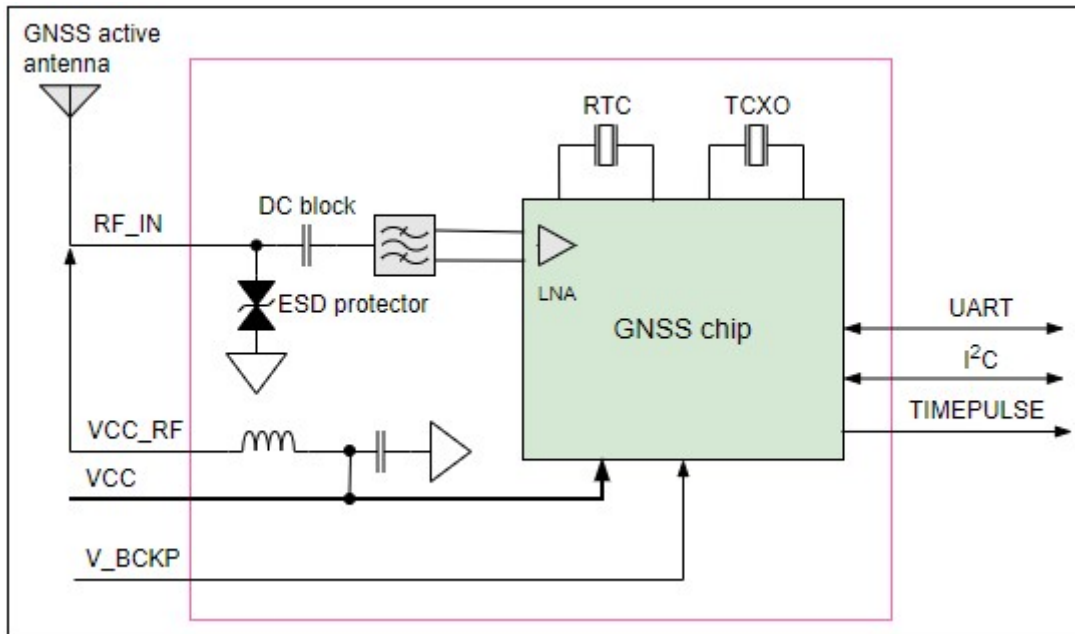 GNSS active
antenna
RTC
TCXO
DC block
RF_IN
ESD protector
LNA
GNSS chip
UART
I²C
TIMEPULSE
VCC_RF
VCC
V_BCKP